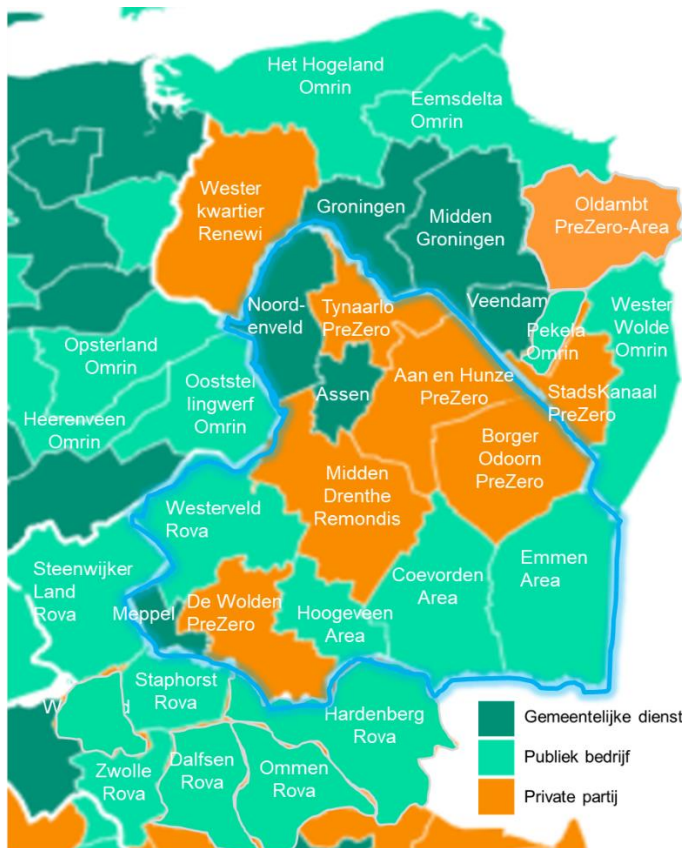 Het Hogeland
Omrin
Eemsdelta
Omrin
Wester
kwartier
Renewi
Groningen
Midden
Groningen
Oldambt
PreZero-Area
Noord-
enveld
Tynaarlo
PreZero
Veendam
Pekela
Omrin
Wester
Wolde
Omrin
Opsterland
Omrin
Ooststel
lingwerf
Omrin
Heerenveen
Omrin
Assen
Aan en Hunze
PreZero
StadsKanaal
PreZero
Borger
Odoorn
PreZero
Midden
Drenthe
Remondis
Westerveld
Rova
Steenwijker
Land
Rova
Meppel
De Wolden
PreZero
Hoogeveen
Area
Coevorden
Area
Emmen
Area
Staphorst
Rova
Hardenberg
Rova
Zwolle
Rova
Dalfsen
Rova
Ommen
Rova
Gemeentelijke dienst
Publiek bedrijf
Private partij